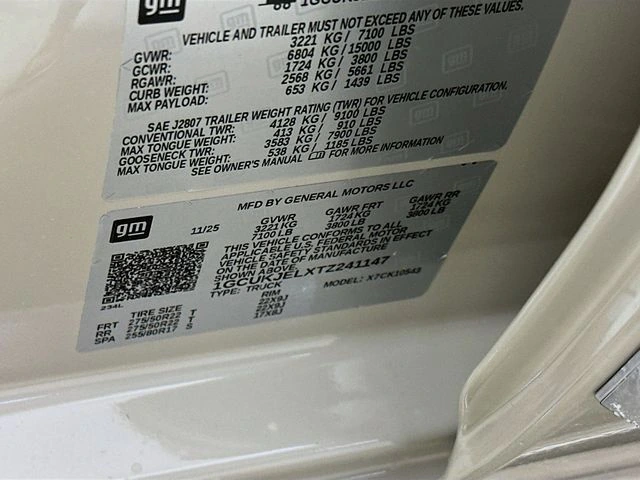 gm
VEHICLE AND TRAILER MUST NOT EXCEED ANY OF THESE VALUES.
GVWR: 3221 KG / 7100 LBS
GCWR: 6804 KG / 15000 LBS
RGAWR: 1724 KG / 3800 LBS
CURB WEIGHT: 2568 KG / 5661 LBS
MAX PAYLOAD: 653 KG / 1439 LBS
SAE J2807 TRAILER WEIGHT RATING (TWR) FOR VEHICLE CONFIGURATION.
CONVENTIONAL TWR: 4128 KG / 9100 LBS
MAX TONGUE WEIGHT: 413 KG / 910 LBS
GOOSENECK TWR: 3583 KG / 7900 LBS
MAX TONGUE WEIGHT: 538 KG / 1185 LBS
SEE OWNER'S MANUAL FOR MORE INFORMATION
gm
MFD BY GENERAL MOTORS LLC
11/25 GVWR GAWR FRT GAWR RR
3221 KG 1724 KG 1724 KG
7100 LB 3800 LB 3800 LB
THIS VEHICLE CONFORMS TO ALL
APPLICABLE U.S. FEDERAL MOTOR
VEHICLE SAFETY STANDARDS IN EFFECT
ON THE DATE OF MANUFACTURE
SHOWN ABOVE.
TYPE: TRUCK MODEL: X7CK10543
234L
TIRE SIZE RIM
FRT 275/50R22 T 22X9J
RR 275/50R22 T 22X9J
SPA 255/80R17 S 17X8J